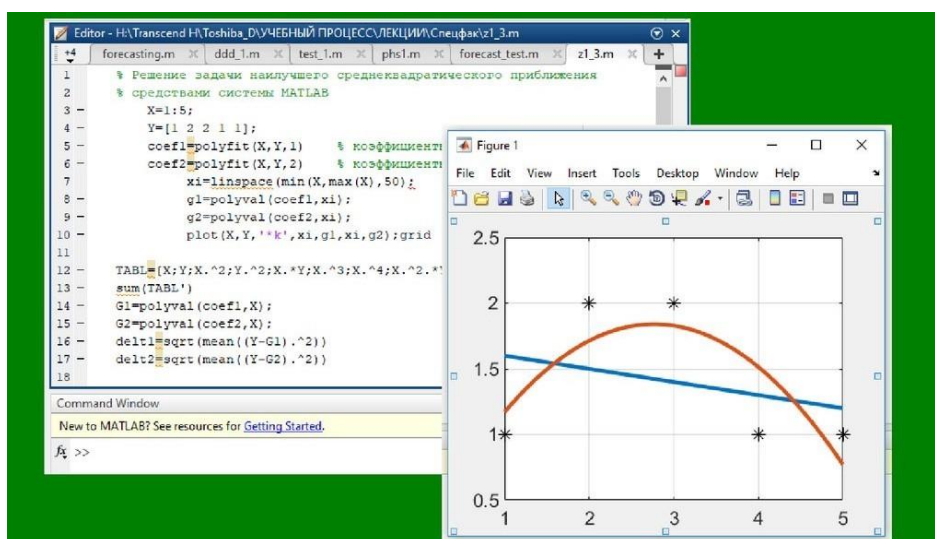 Editor - H:\Transcend H\Toshiba_D\УЧЕБНЫЙ ПРОЦЕСС\ЛЕКЦИИ\Спецфак\z1_3.m
+4 forecasting.m ddd_1.m test_1.m phs1.m forecast_test.m z1_3.m +
1 % Решение задачи наилучшего среднеквадратического приближения
2 % средствами системы MATLAB
3 - X=1:5;
4 - Y=[1 2 2 1 1];
5 - coef1=polyfit(X,Y,1) % коэффициент
6 - coef2=polyfit(X,Y,2) % коэффициент
7 xi=linspace(min(X,max(X),50);
8 - g1=polyval(coef1,xi);
9 - g2=polyval(coef2,xi);
10 - plot(X,Y,'*k',xi,g1,xi,g2);grid
11
12 - TABL=[X;Y;X.^2;Y.^2;X.*Y;X.^3;X.^4;X.^2.*Y
13 - sum(TABL')
14 - G1=polyval(coef1,X);
15 - G2=polyval(coef2,X);
16 - delt1=sqrt(mean((Y-G1).^2))
17 - delt2=sqrt(mean((Y-G2).^2))
18
Command Window
New to MATLAB? See resources for Getting Started.
fx >>
Figure 1
File Edit View Insert Tools Desktop Window Help
2.5
2
1.5
1
0.5
1 2 3 4 5